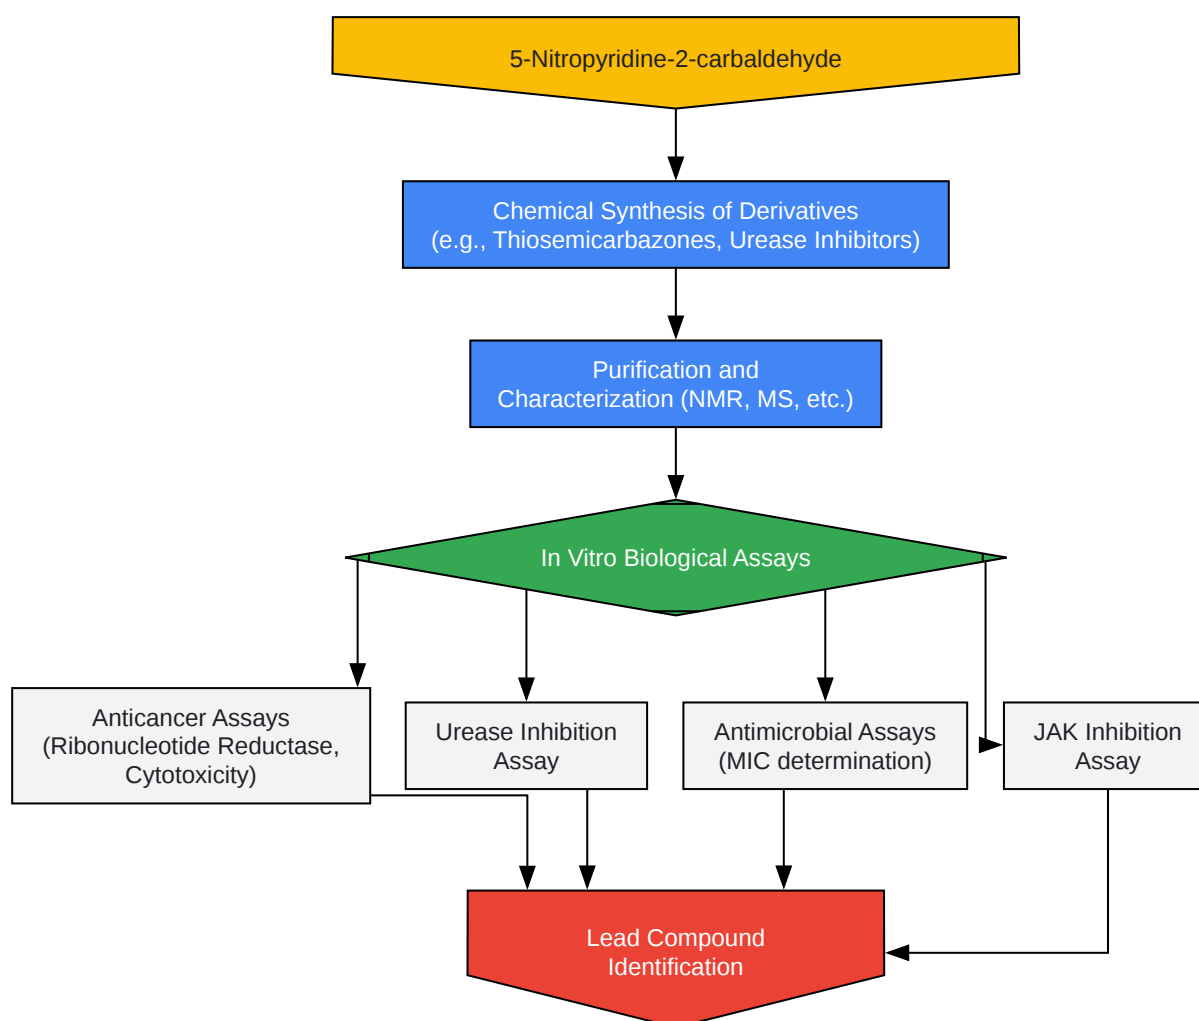 5-Nitropyridine-2-carbaldehyde
Chemical Synthesis of Derivatives
(e.g., Thiosemicarbazones, Urease Inhibitors)
Purification and
Characterization (NMR, MS, etc.)
In Vitro Biological Assays
Anticancer Assays
(Ribonucleotide Reductase,
Cytotoxicity)
Urease Inhibition
Assay
Antimicrobial Assays
(MIC determination)
JAK Inhibition
Assay
Lead Compound
Identification